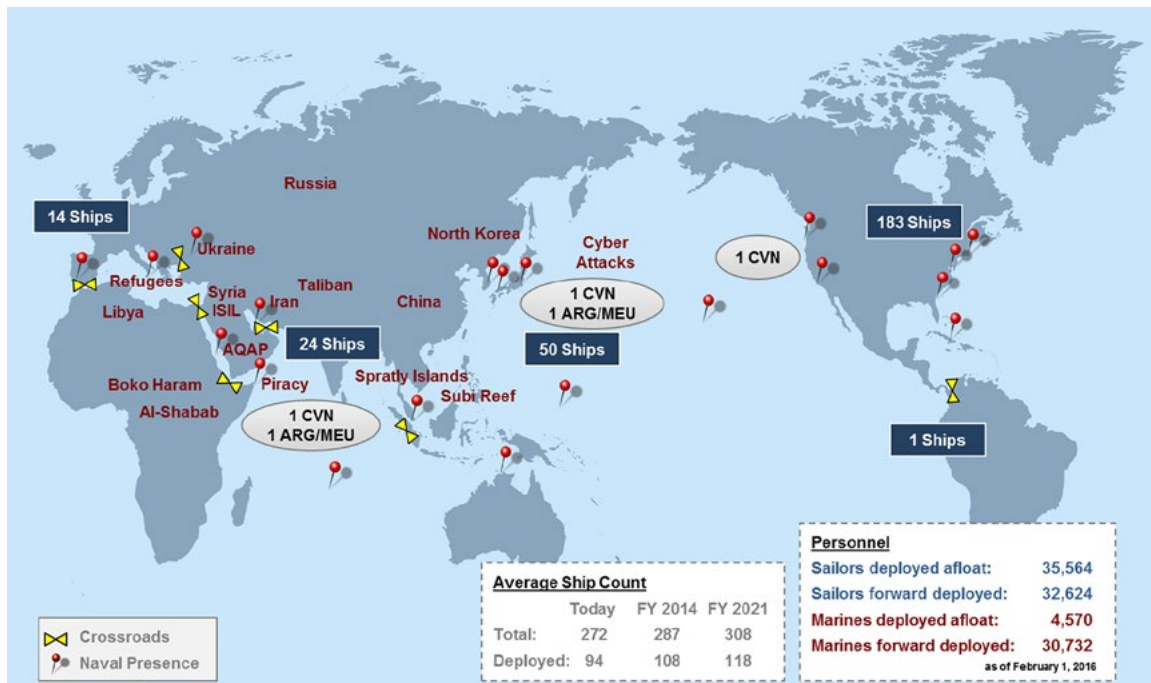 Russia
14 Ships
183 Ships
North Korea
Ukraine
Cyber
Attacks
1 CVN
Refugees
Syria
ISIL
Iran
Taliban
China
Libya
1 CVN
1 ARG/MEU
AQAP
24 Ships
50 Ships
Boko Haram
Piracy
Spratly Islands
Subi Reef
Al-Shabab
1 CVN
1 ARG/MEU
1 Ships
Average Ship Count
Today FY 2014 FY 2021
Total: 272 287 308
Deployed: 94 108 118
Personnel
Sailors deployed afloat: 35,564
Sailors forward deployed: 32,624
Marines deployed afloat: 4,570
Marines forward deployed: 30,732
as of February 1, 2016
Crossroads
Naval Presence